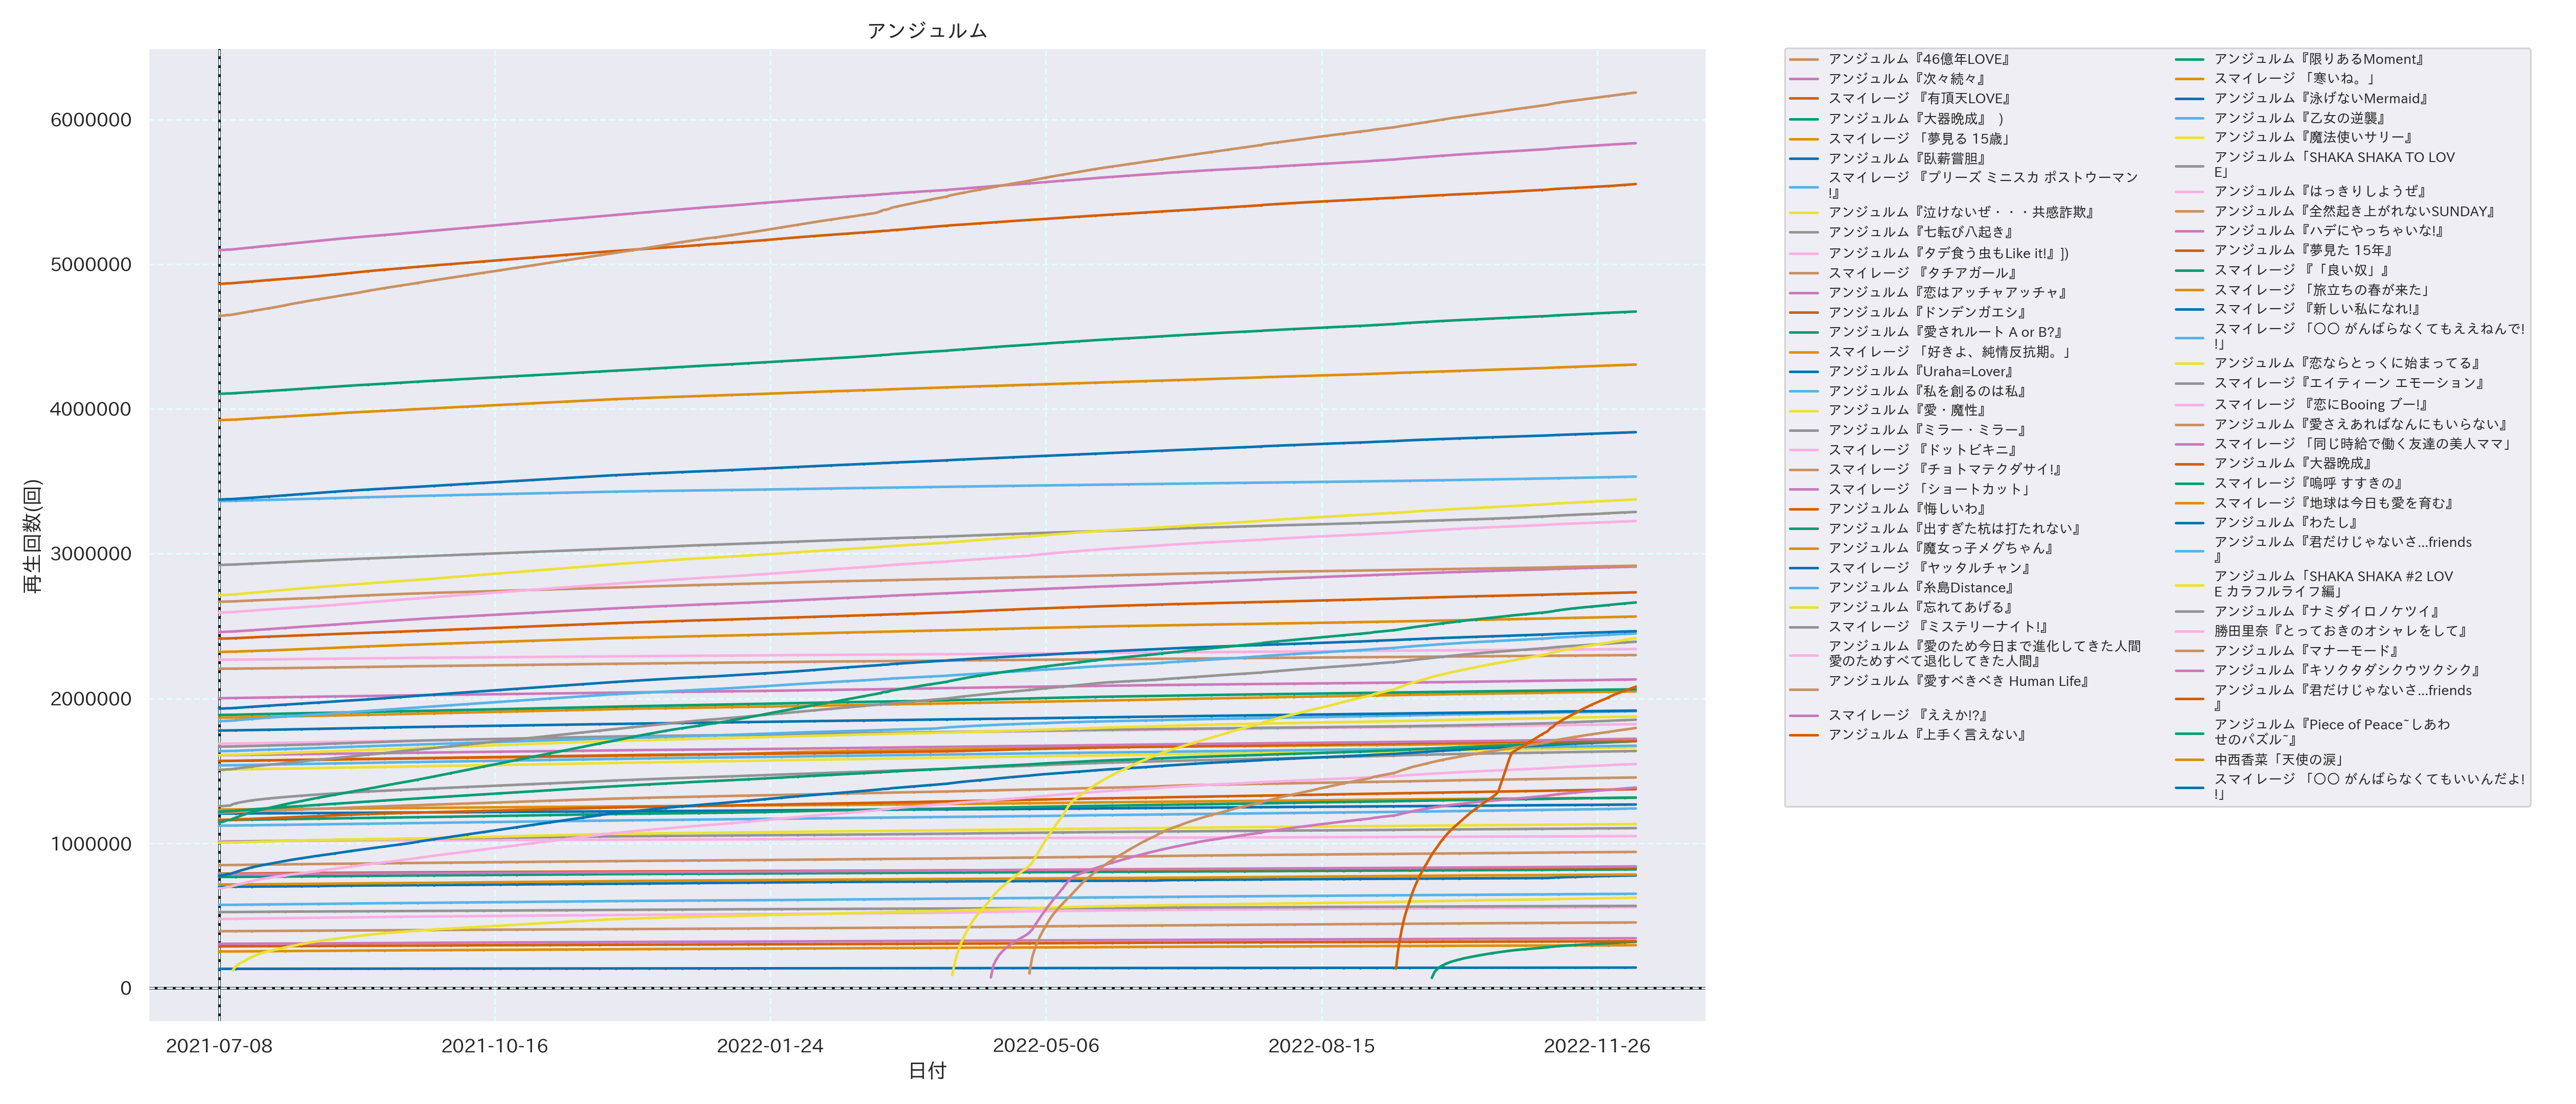 アンジュルム
再生回数(回)
6000000
5000000
4000000
3000000
2000000
1000000
0
2021-07-08
2021-10-16
2022-01-24
2022-05-06
2022-08-15
2022-11-26
日付
アンジュルム『46億年LOVE』
アンジュルム『次々続々』
スマイレージ 『有頂天LOVE』
アンジュルム『大器晩成』 )
スマイレージ 「夢見る 15歳」
アンジュルム『臥薪嘗胆』
スマイレージ 『プリーズ ミニスカ ポストウーマン
!』
アンジュルム『泣けないぜ・・・共感詐欺』
アンジュルム『七転び八起き』
アンジュルム『タデ食う虫もLike it!』])
スマイレージ 『タチアガール』
アンジュルム『恋はアッチャアッチャ』
アンジュルム『ドンデンガエシ』
アンジュルム『愛されルート A or B?』
スマイレージ 「好きよ、純情反抗期。」
アンジュルム『Uraha=Lover』
アンジュルム『私を創るのは私』
アンジュルム『愛・魔性』
アンジュルム『ミラー・ミラー』
スマイレージ 『ドットビキニ』
スマイレージ 『チョトマテクダサイ!』
スマイレージ 「ショートカット」
アンジュルム『悔しいわ』
アンジュルム『出すぎた杭は打たれない』
アンジュルム『魔女っ子メグちゃん』
スマイレージ 『ヤッタルチャン』
アンジュルム『糸島Distance』
アンジュルム『忘れてあげる』
スマイレージ 『ミステリーナイト!』
アンジュルム『愛のため今日まで進化してきた人間
愛のためすべて退化してきた人間』
アンジュルム『愛すべきべき Human Life』
スマイレージ 『ええか!?』
アンジュルム『上手く言えない』
アンジュルム『限りあるMoment』
スマイレージ 「寒いね。」
アンジュルム『泳げないMermaid』
アンジュルム『乙女の逆襲』
アンジュルム『魔法使いサリー』
アンジュルム「SHAKA SHAKA TO LOV
E」
アンジュルム『はっきりしようぜ』
アンジュルム『全然起き上がれないSUNDAY』
アンジュルム『ハデにやっちゃいな!』
アンジュルム『夢見た 15年』
スマイレージ 『「良い奴」』
スマイレージ 「旅立ちの春が来た」
スマイレージ 『新しい私になれ!』
スマイレージ 「〇〇 がんばらなくてもええねんで!
!」
アンジュルム『恋ならとっくに始まってる』
スマイレージ『エイティーン エモーション』
スマイレージ 『恋にBooing ブー!』
アンジュルム『愛さえあればなんにもいらない』
スマイレージ 「同じ時給で働く友達の美人ママ」
アンジュルム『大器晩成』
スマイレージ『嗚呼 すすきの』
スマイレージ『地球は今日も愛を育む』
アンジュルム『わたし』
アンジュルム『君だけじゃないさ...friends
』
アンジュルム「SHAKA SHAKA #2 LOV
E カラフルライフ編」
アンジュルム『ナミダイロノケツイ』
勝田里奈『とっておきのオシャレをして』
アンジュルム『マナーモード』
アンジュルム『キソクタダシクウツクシク』
アンジュルム『君だけじゃないさ...friends
』
アンジュルム『Piece of Peace~しあわ
せのパズル~』
中西香菜「天使の涙」
スマイレージ 「〇〇 がんばらなくてもいいんだよ!
!」